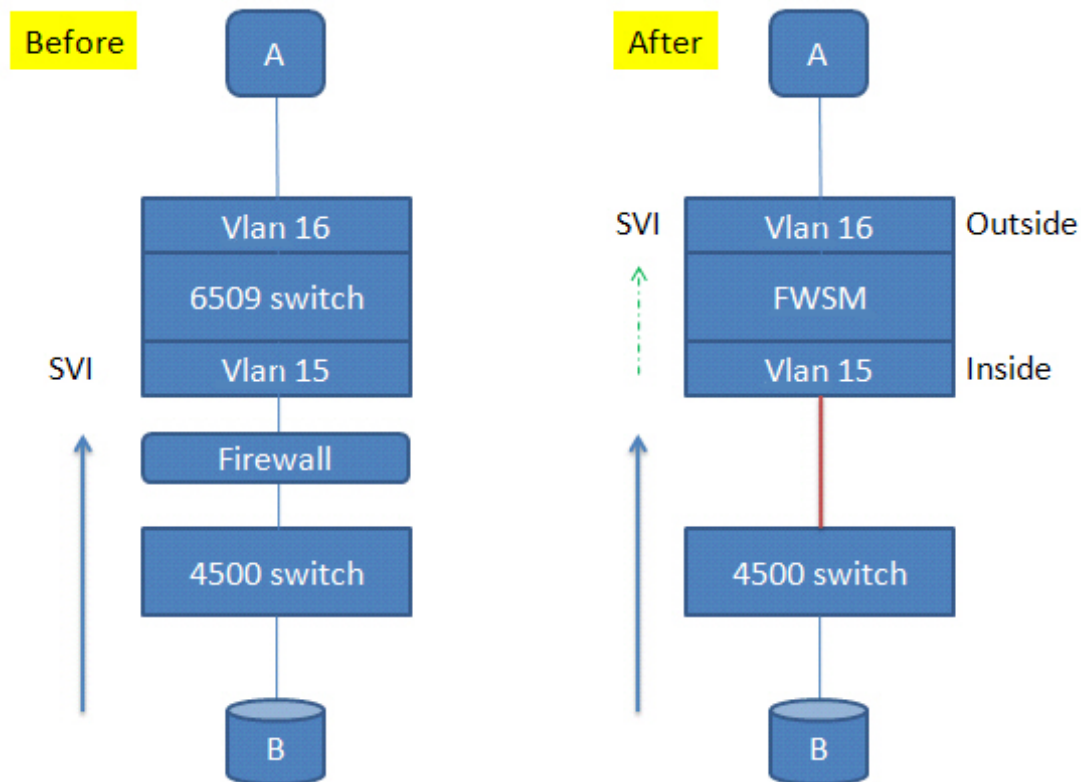 Before
A
Vlan 16
6509 switch
SVI
Vlan 15
Firewall
4500 switch
B
After
A
SVI
Vlan 16
Outside
FWSM
Vlan 15
Inside
4500 switch
B